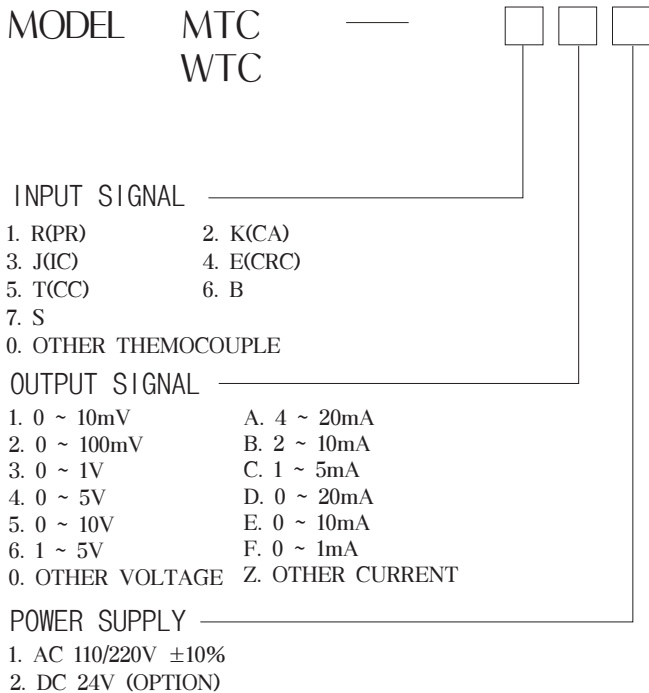 MODEL MTC
WTC
INPUT SIGNAL
1. R(PR) 2. K(CA)
3. J(IC) 4. E(CRC)
5. T(CC) 6. B
7. S
0. OTHER THEMOCOUPLE
OUTPUT SIGNAL
1. 0 ~ 10mV A. 4 ~ 20mA
2. 0 ~ 100mV B. 2 ~ 10mA
3. 0 ~ 1V C. 1 ~ 5mA
4. 0 ~ 5V D. 0 ~ 20mA
5. 0 ~ 10V E. 0 ~ 10mA
6. 1 ~ 5V F. 0 ~ 1mA
0. OTHER VOLTAGE Z. OTHER CURRENT
POWER SUPPLY
1. AC 110/220V ±10%
2. DC 24V (OPTION)